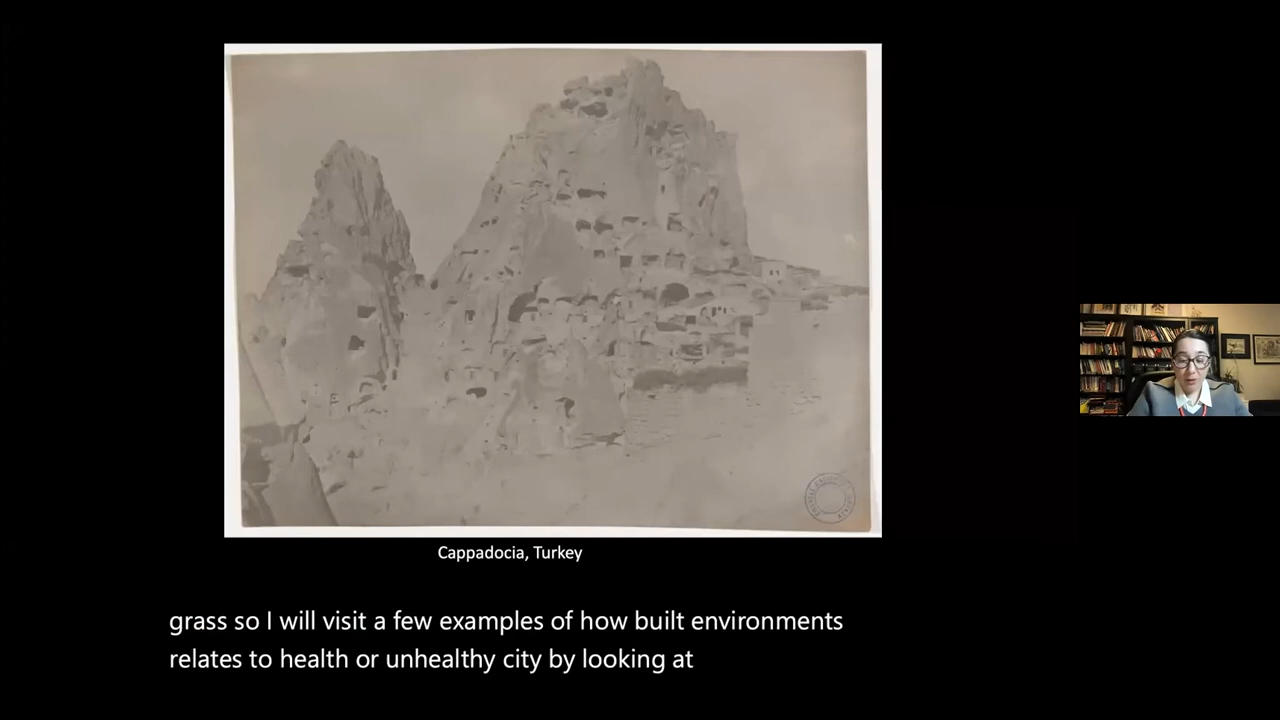 Cappadocia, Turkey
grass so I will visit a few examples of how built environments
relates to health or unhealthy city by looking at